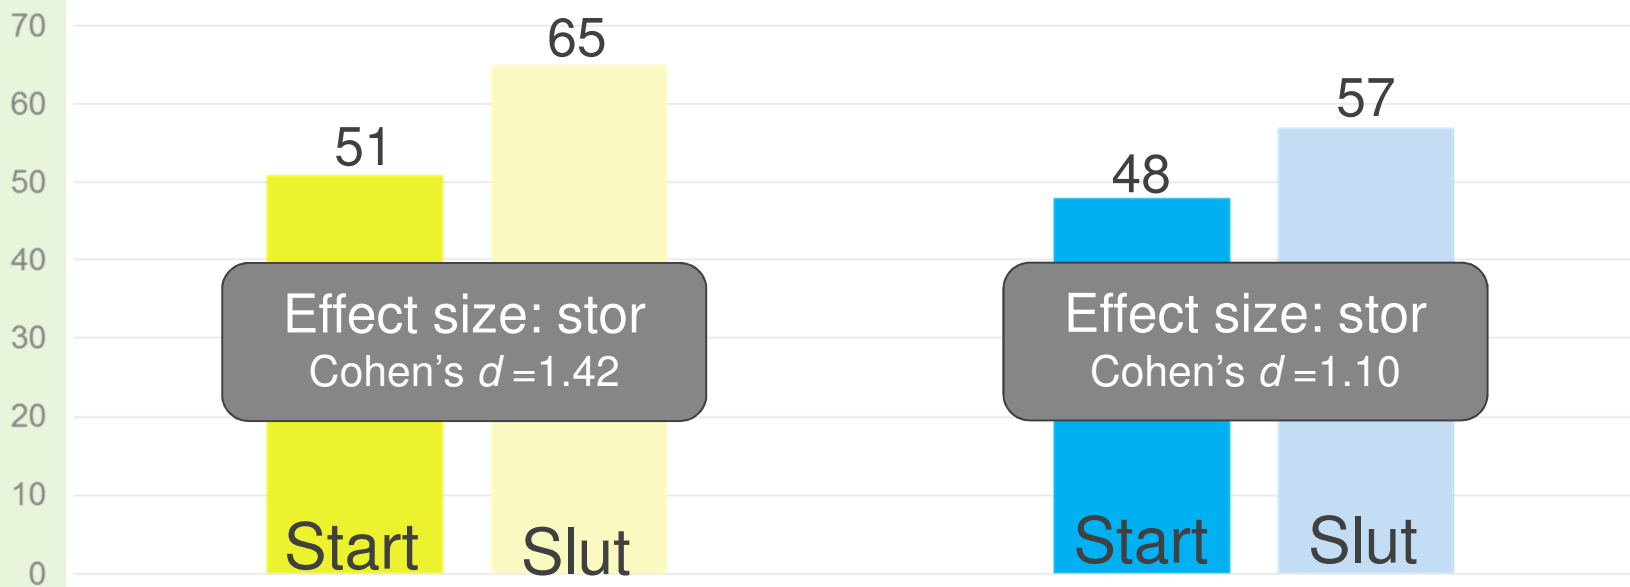 70
60
50
40
30
20
10
0
51
65
48
57
Effect size: stor
Cohen’s d =1.42
Effect size: stor
Cohen’s d =1.10
Start
Slut
Start
Slut